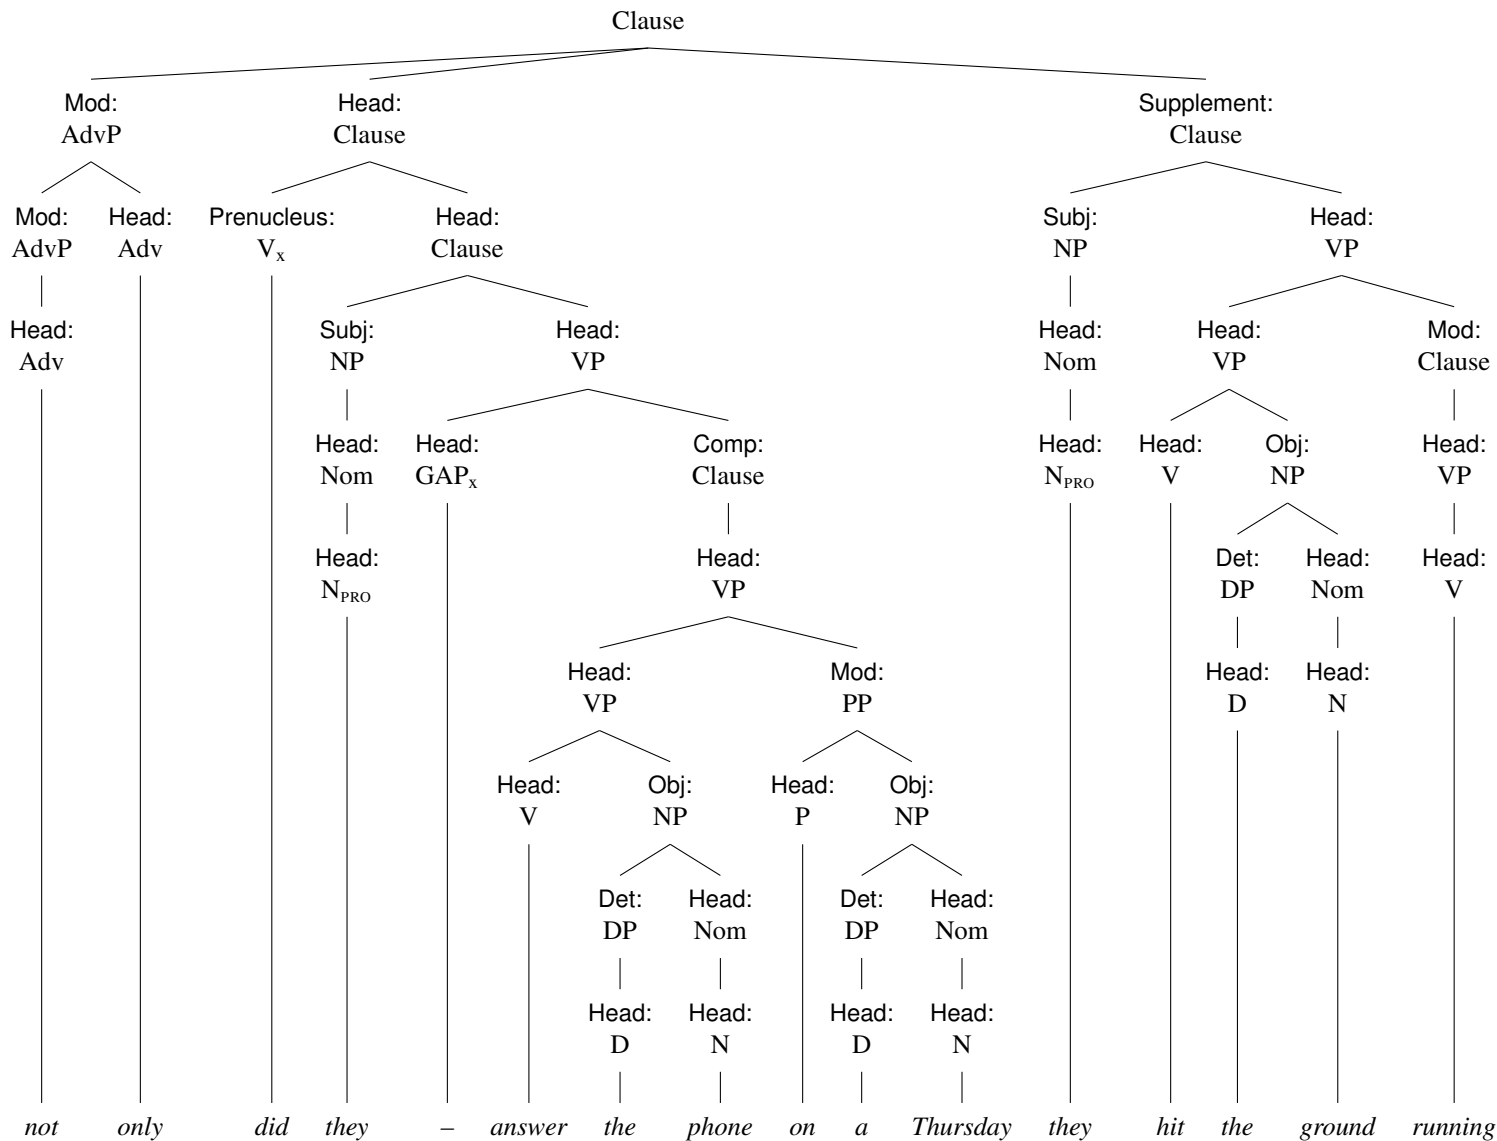 Clause
Mod: Head: Supplement:
AdvP Clause Clause
Mod: Head: Prenucleus: Head: Subj: Head:
AdvP Adv Vx Clause NP VP
Head: Subj: Head: Head: Head: Mod:
Adv NP VP Nom VP Clause
Head: Head: Comp: Head: Head: Obj: Head:
Nom GAPx Clause NPRO V NP VP
Head: Head: Det: Head: Head:
NPRO VP DP Nom V
Head: Mod: Head: Head:
VP PP D N
Head: Obj: Head: Obj:
V NP P NP
Det: Head: Det: Head:
DP Nom DP Nom
Head: Head: Head: Head:
D N D N
not only did they – answer the phone on a Thursday they hit the ground running